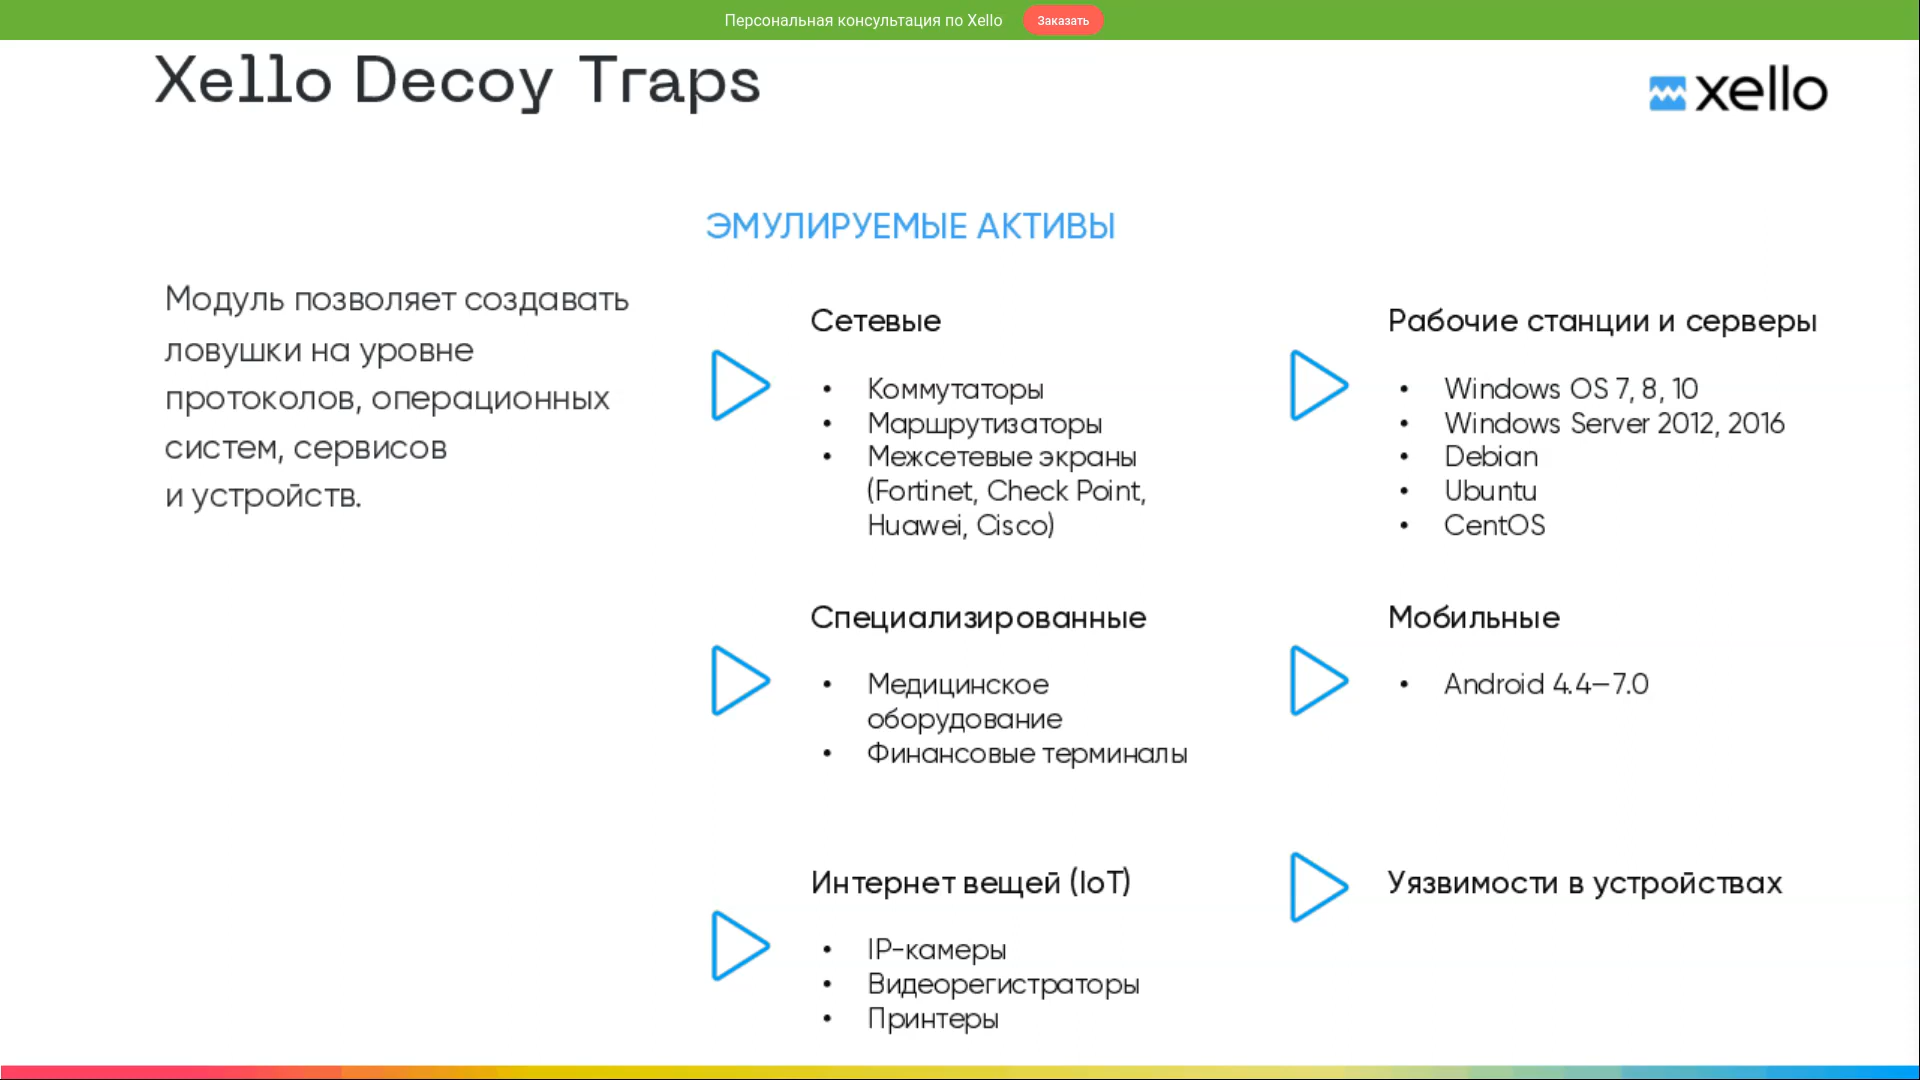 Персональная консультация по Xello
Заказать
Xello Decoy Traps
xello
ЭМУЛИРУЕМЫЕ АКТИВЫ
Модуль позволяет создавать
ловушки на уровне
протоколов, операционных
систем, сервисов
и устройств.
Сетевые
• Коммутаторы
• Маршрутизаторы
• Межсетевые экраны
(Fortinet, Check Point,
Huawei, Cisco)
Рабочие станции и серверы
• Windows OS 7, 8, 10
• Windows Server 2012, 2016
• Debian
• Ubuntu
• CentOS
Специализированные
• Медицинское
оборудование
• Финансовые терминалы
Мобильные
• Android 4.4–7.0
Интернет вещей (IoT)
• IP-камеры
• Видеорегистраторы
• Принтеры
Уязвимости в устройствах